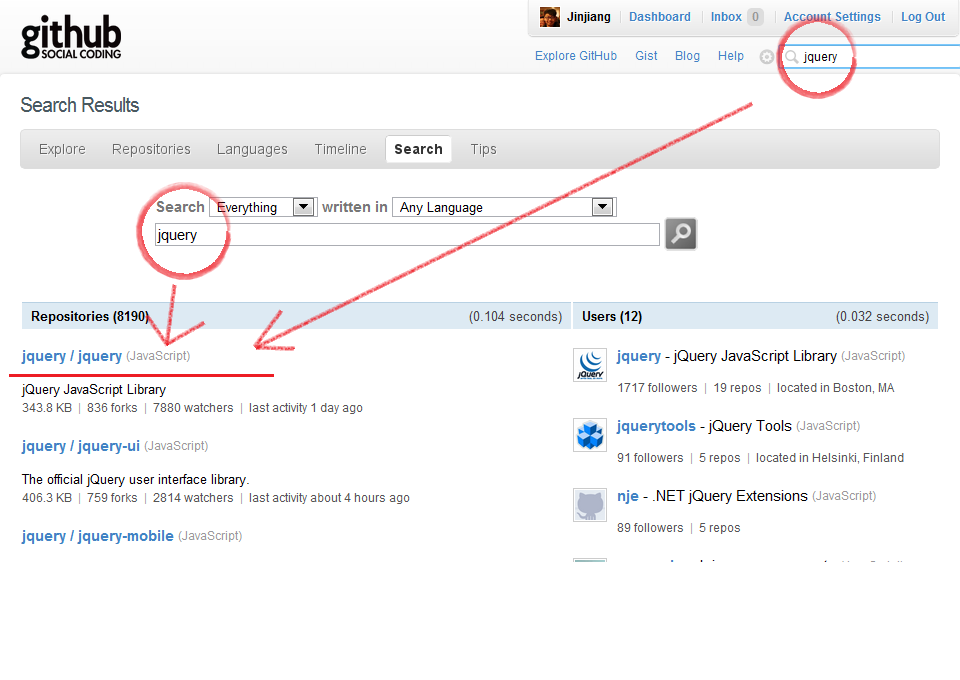 github
SOCIAL CODING
Jinjiang Dashboard Inbox 0 Account Settings Log Out
Explore GitHub Gist Blog Help jquery
Search Results
Explore Repositories Languages Timeline Search Tips
Search Everything written in Any Language
jquery
Repositories (8190) (0.104 seconds)
jquery / jquery (JavaScript)
jQuery JavaScript Library
343.8 KB | 836 forks | 7880 watchers | last activity 1 day ago
jquery / jquery-ui (JavaScript)
The official jQuery user interface library.
406.3 KB | 759 forks | 2814 watchers | last activity about 4 hours ago
jquery / jquery-mobile (JavaScript)
Users (12) (0.032 seconds)
jQuery
jquery - jQuery JavaScript Library (JavaScript)
1717 followers | 19 repos | located in Boston, MA
jquerytools - jQuery Tools (JavaScript)
91 followers | 5 repos | located in Helsinki, Finland
nje - .NET jQuery Extensions (JavaScript)
89 followers | 5 repos